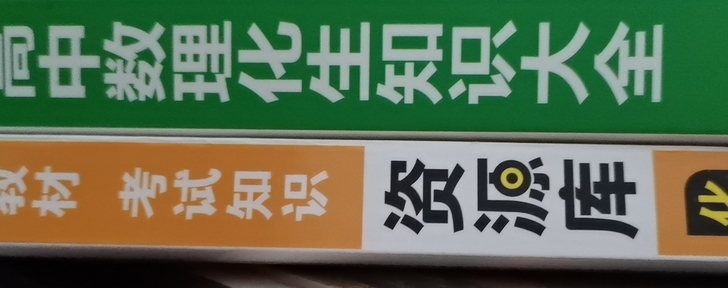 高中数理化生知识大全
教材 考试知识 资源库 化